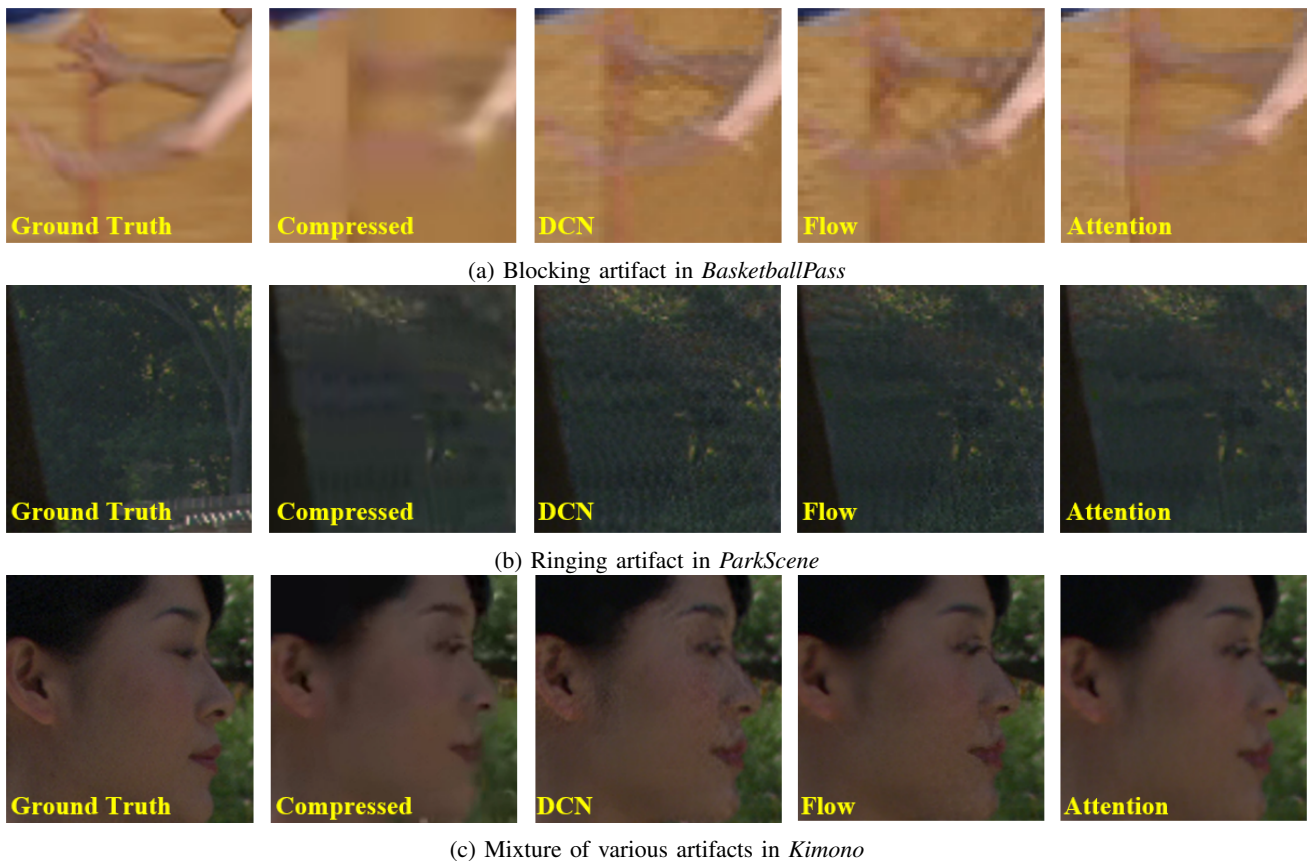 Ground Truth Compressed DCN Flow Attention
(a) Blocking artifact in BasketballPass
Ground Truth Compressed DCN Flow Attention
(b) Ringing artifact in ParkScene
Ground Truth Compressed DCN Flow Attention
(c) Mixture of various artifacts in Kimono